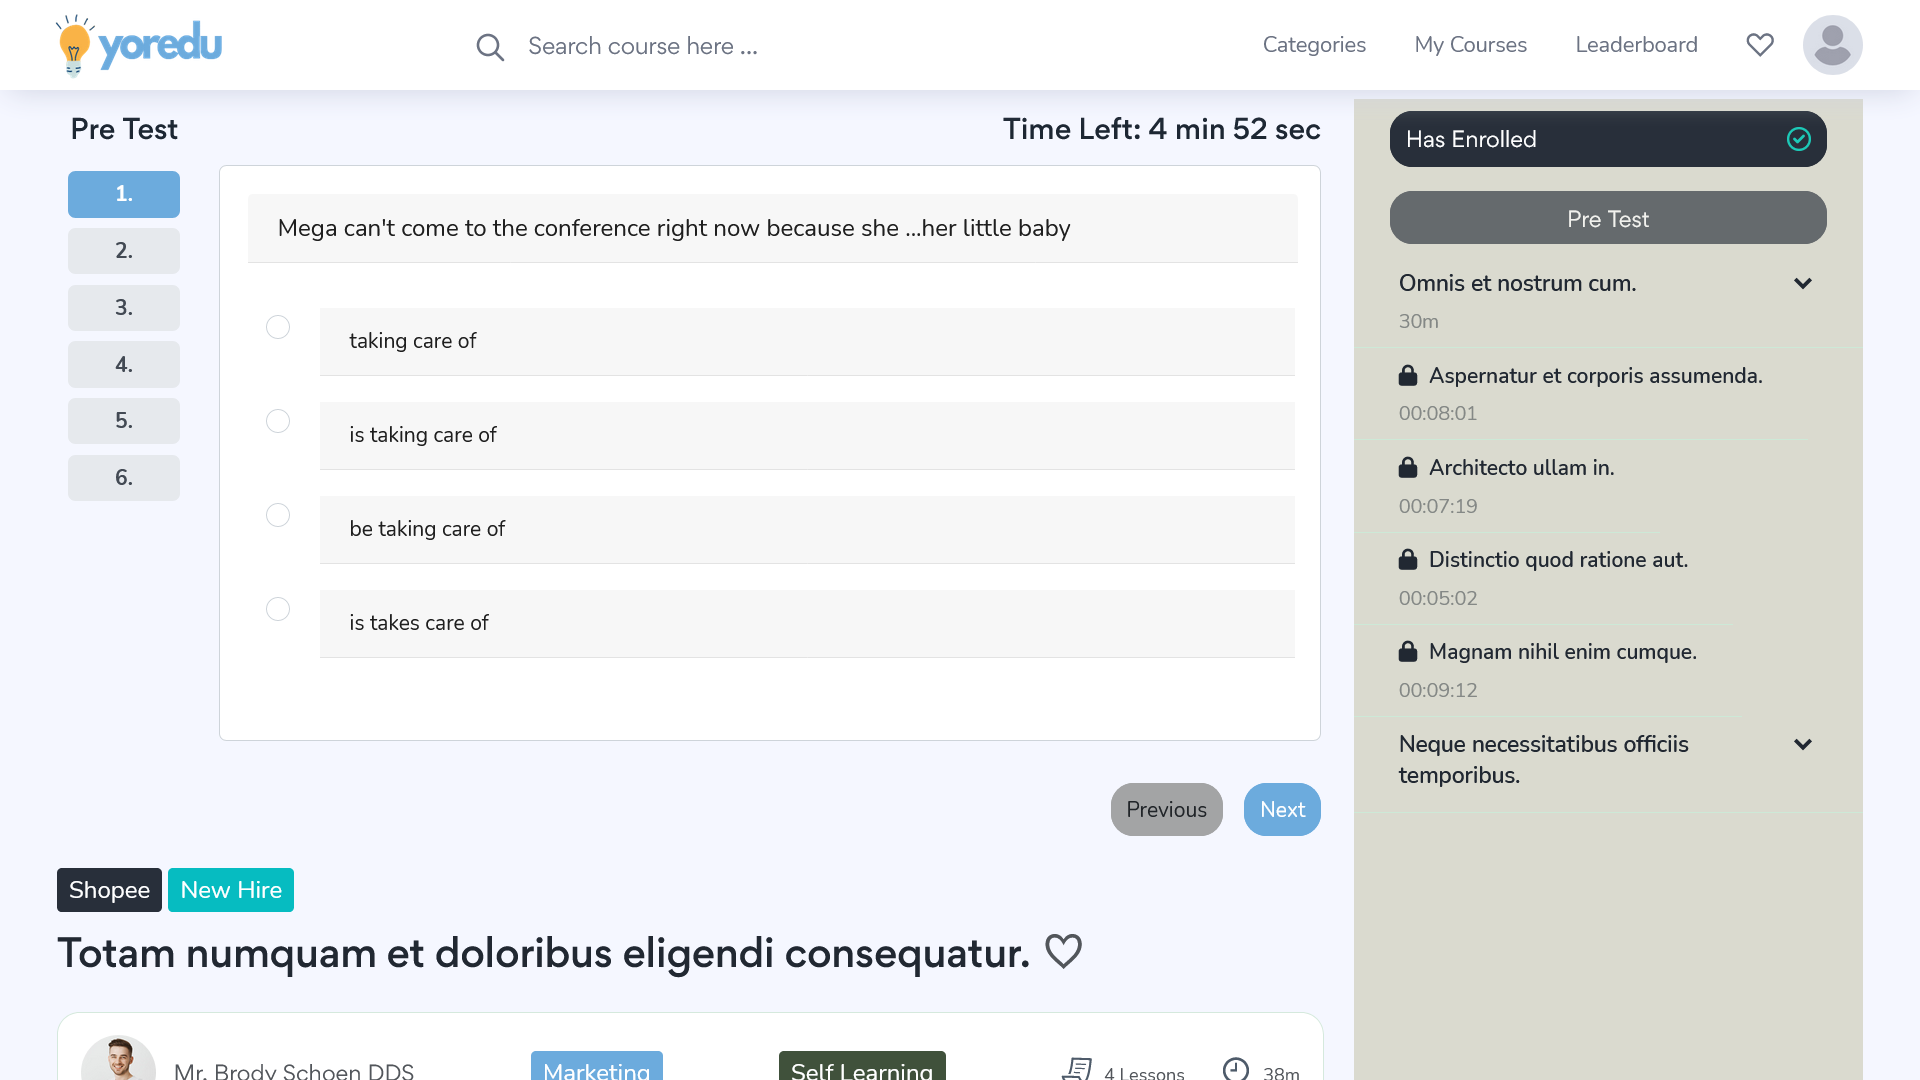 yoredu
Search course here ...
Categories
My Courses
Leaderboard
Pre Test
Time Left: 4 min 52 sec
1.
2.
3.
4.
5.
6.
Mega can't come to the conference right now because she ...her little baby
taking care of
is taking care of
be taking care of
is takes care of
Previous
Next
Has Enrolled
Pre Test
Omnis et nostrum cum.
30m
Aspernatur et corporis assumenda.
00:08:01
Architecto ullam in.
00:07:19
Distinctio quod ratione aut.
00:05:02
Magnam nihil enim cumque.
00:09:12
Neque necessitatibus officiis
temporibus.
Shopee
New Hire
Totam numquam et doloribus eligendi consequatur.
Mr. Brody Schoen DDS
Marketing
Self Learning
4 Lessons
38m